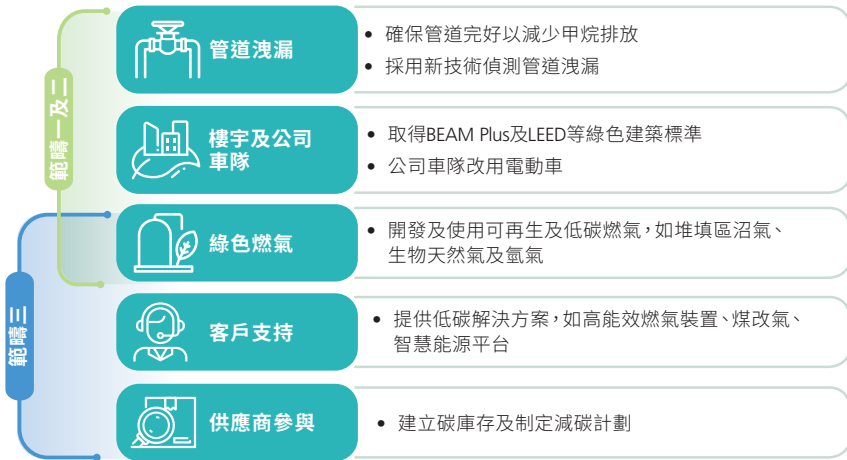 範疇一及二
管道洩漏
• 確保管道完好以減少甲烷排放
• 採用新技術偵測管道洩漏
樓宇及公司
車隊
• 取得BEAM Plus及LEED等綠色建築標準
• 公司車隊改用電動車
綠色燃氣
• 開發及使用可再生及低碳燃氣，如堆填區沼氣、
生物天然氣及氫氣
範疇三
客戶支持
• 提供低碳解決方案，如高能效燃氣裝置、煤改氣、
智慧能源平台
供應商參與
• 建立碳庫存及制定減碳計劃